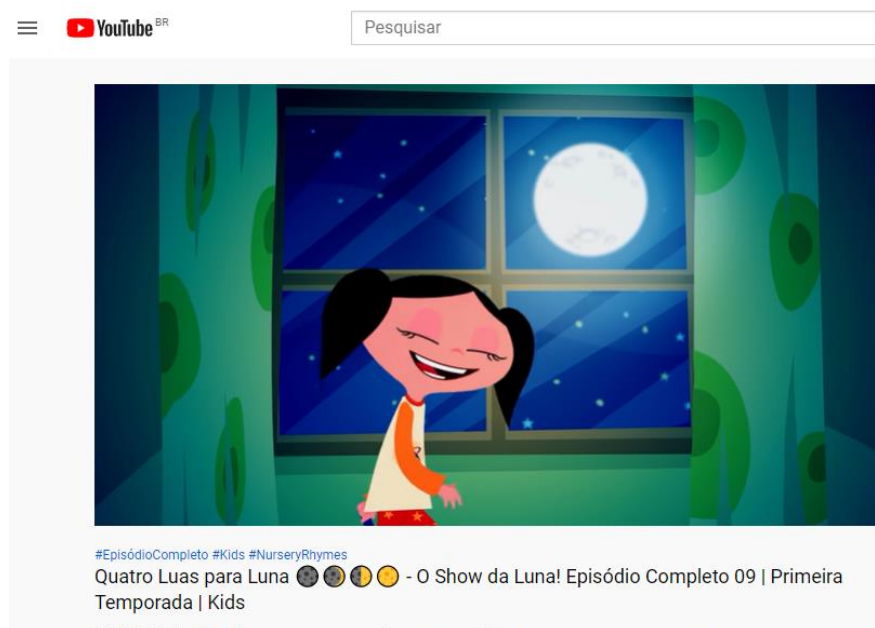 YouTube BR
Pesquisar
#EpisódioCompleto #Kids #NurseryRhymes
Quatro Luas para Luna 🌑🌒🌓🌕 - O Show da Luna! Episódio Completo 09 | Primeira
Temporada | Kids